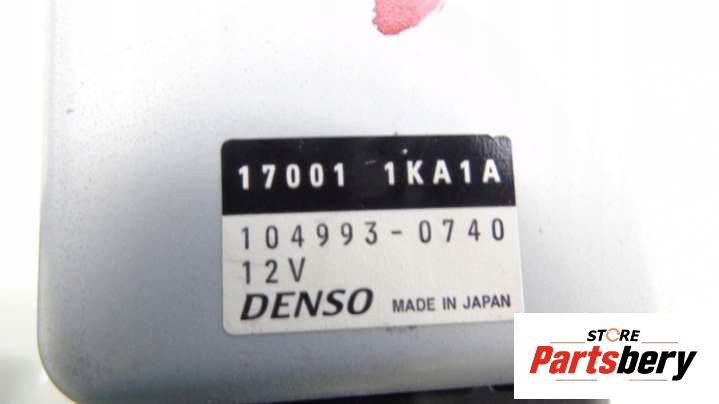 17001 1KA1A
104993-0740
12V
DENSO MADE IN JAPAN
STORE
Partsbery